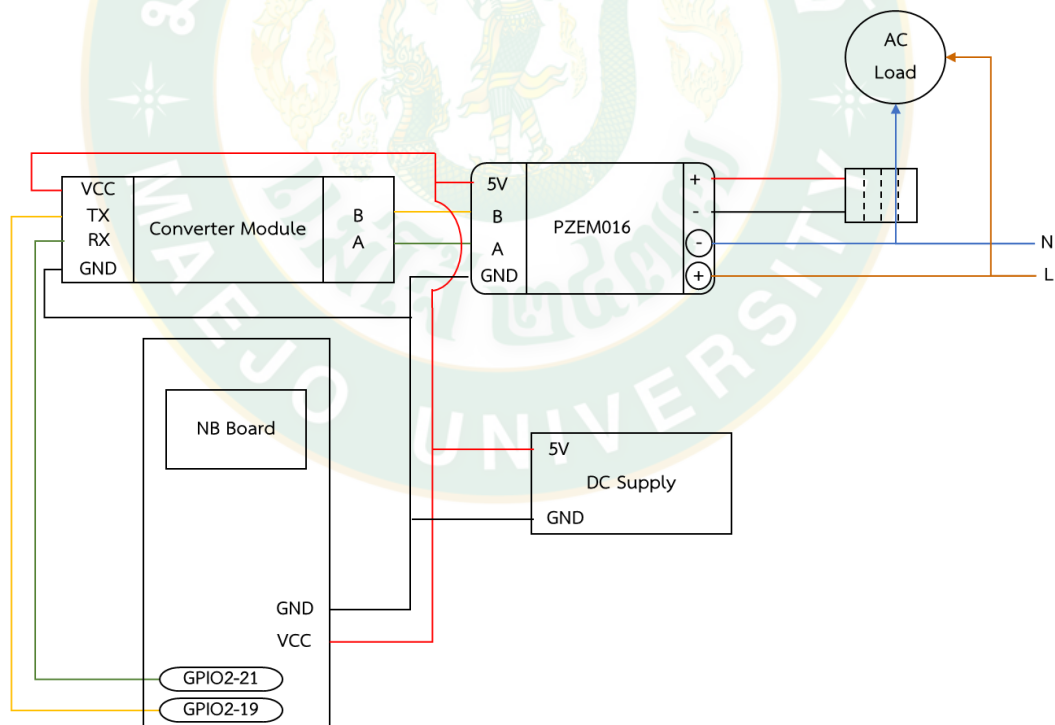 AC
Load
VCC
TX
RX
GND
Converter Module
B
A
5V
B
A
GND
PZEM016
+
-
-
+
N
L
NB Board
5V
DC Supply
GND
GND
VCC
GPIO2-21
GPIO2-19
MAEJO UNIVERSITY